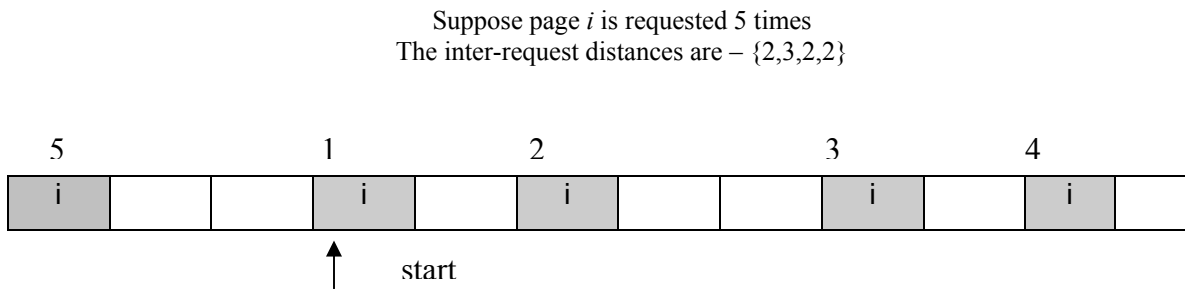 Suppose page i is requested 5 times
The inter-request distances are – {2,3,2,2}
5 1 2 3 4
i i i i i
start